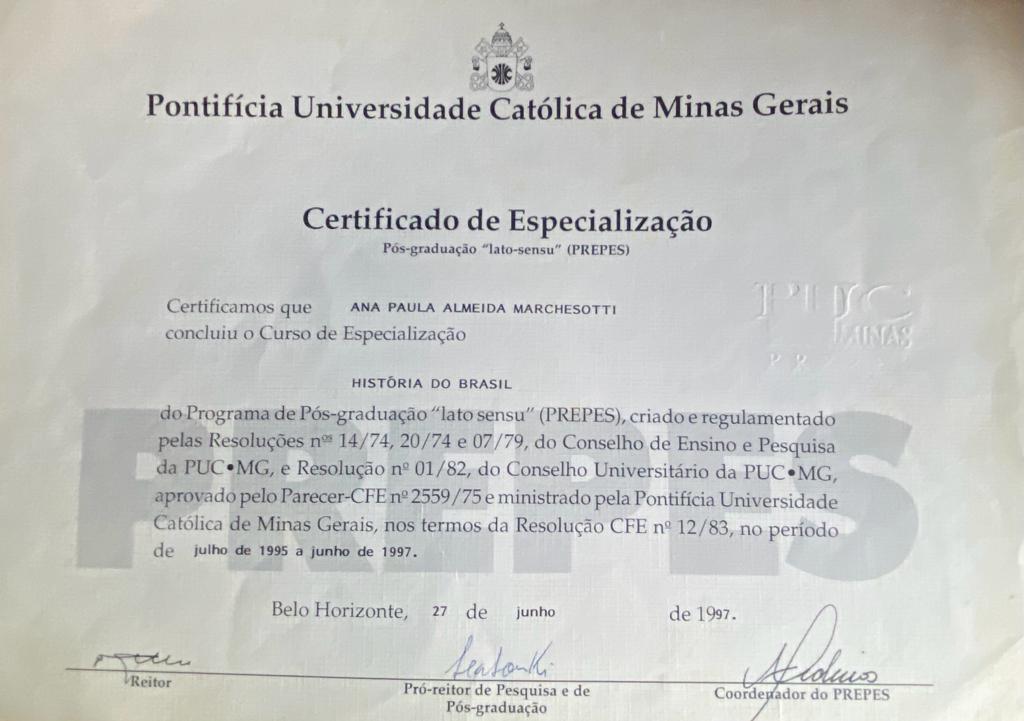 Pontifícia Universidade Católica de Minas Gerais
Certificado de Especialização
Pós-graduação "lato-sensu" (PREPES)
Certificamos que ANA PAULA ALMEIDA MARCHESOTTI
concluiu o Curso de Especialização
PUC
MINAS
HISTÓRIA DO BRASIL
PREPES
do Programa de Pós-graduação "lato sensu" (PREPES), criado e regulamentado
pelas Resoluções nºs 14/74, 20/74 e 07/79, do Conselho de Ensino e Pesquisa
da PUC•MG, e Resolução nº 01/82, do Conselho Universitário da PUC•MG,
aprovado pelo Parecer-CFE nº 2559/75 e ministrado pela Pontifícia Universidade
Católica de Minas Gerais, nos termos da Resolução CFE nº 12/83, no período
de julho de 1995 a junho de 1997.
Belo Horizonte, 27 de junho de 1997.
Reitor
Pró-reitor de Pesquisa e de
Pós-graduação
Coordenador do PREPES